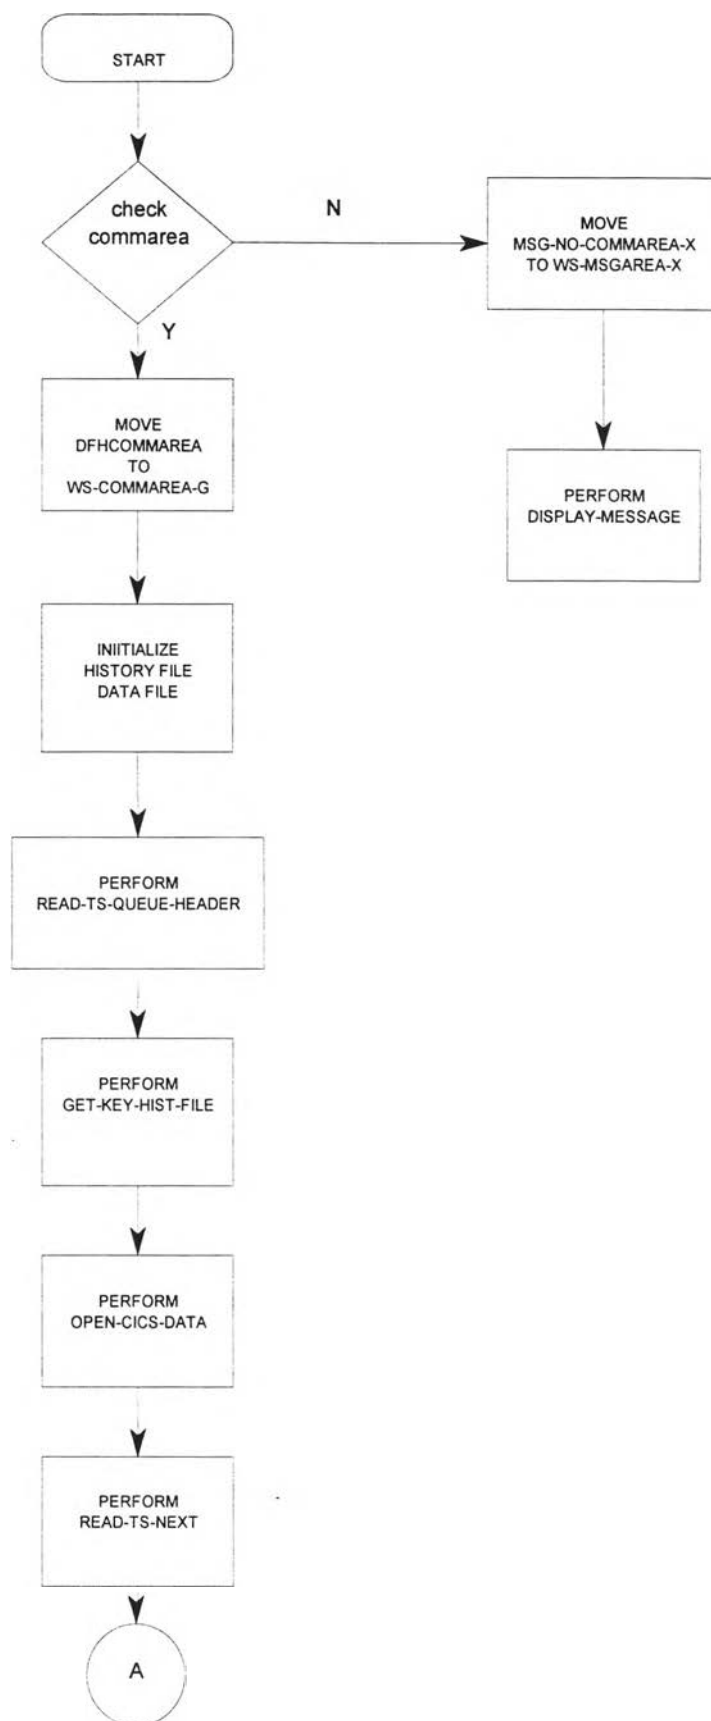 START
check
commarea
N
MOVE
MSG-NO-COMMAREA-X
TO WS-MSGAREA-X
Y
MOVE
DFHCOMMAREA
TO
WS-COMMAREA-G
PERFORM
DISPLAY-MESSAGE
INIITIALIZE
HISTORY FILE
DATA FILE
PERFORM
READ-TS-QUEUE-HEADER
PERFORM
GET-KEY-HIST-FILE
PERFORM
OPEN-CICS-DATA
PERFORM
READ-TS-NEXT
A